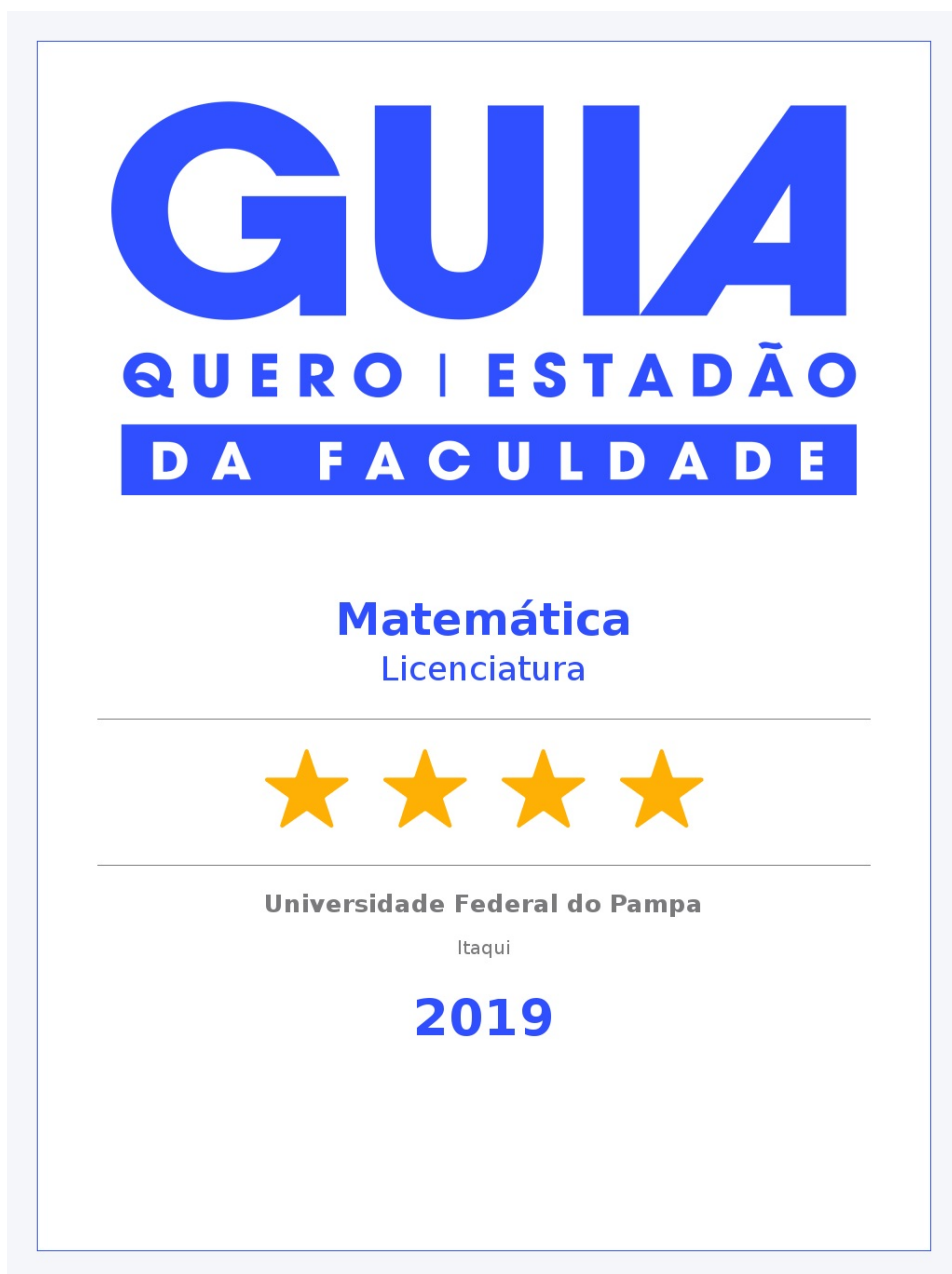 GUIA
QUERO | ESTADÃO
DA FACULDADE
Matemática
Licenciatura
Universidade Federal do Pampa
Itaqui
2019